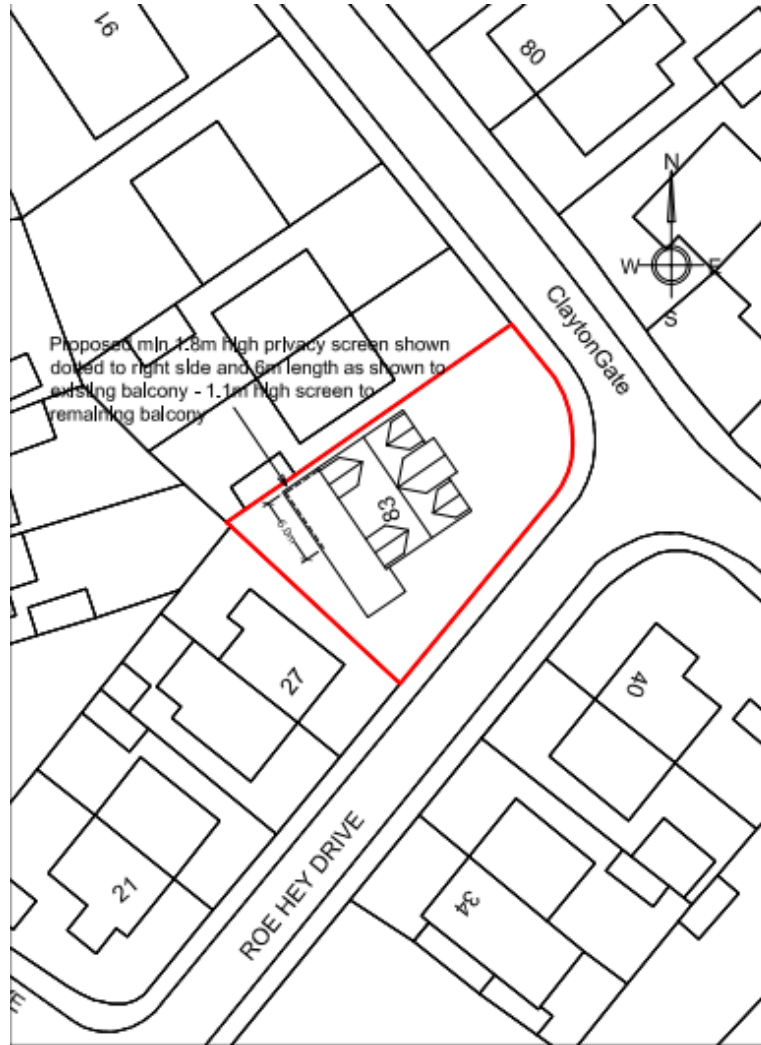 91
80
N
W
E
S
ClaytonGate
Proposed min 1.8m high privacy screen shown
dotted to right side and 6m length as shown to
existing balcony - 1.1m high screen to
remaining balcony
83
6.0m
27
40
21
34
ROE HEY DRIVE